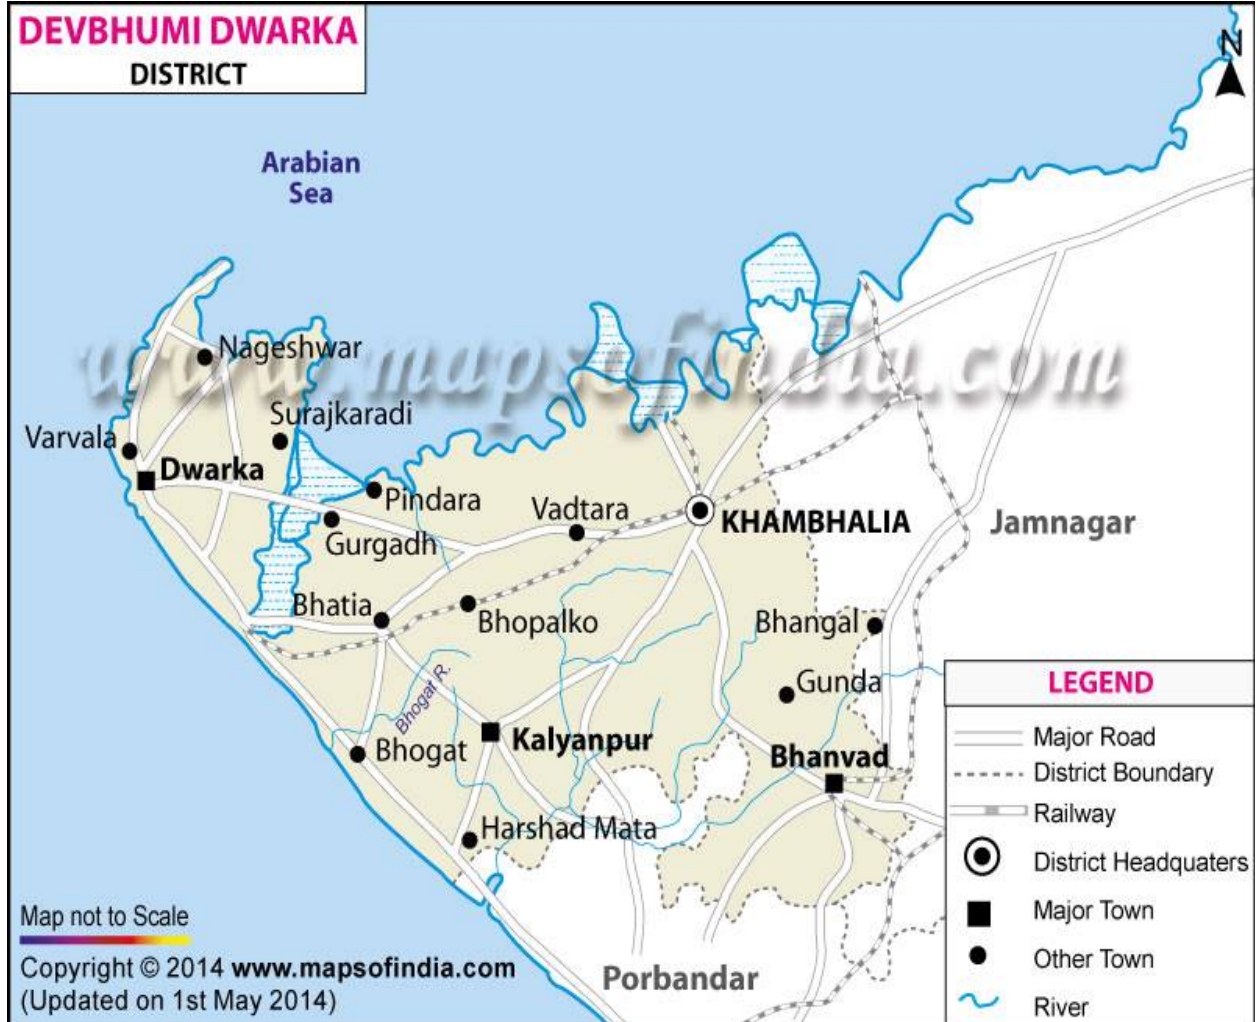 DEVBHUMI DWARKA
DISTRICT
N
Arabian
Sea
www.mapsofindia.com
Nageshwar
Surajkaradi
Varvala
Dwarka
Pindara
Vadtara
KHAMBHALIA
Jamnagar
Gurgadh
Bhatia
Bhopalko
Bhangal
Gunda
Bhogat R.
Kalyanpur
Bhogat
Bhanvad
Harshad Mata
Porbandar
LEGEND
Major Road
District Boundary
Railway
District Headquaters
Major Town
Other Town
River
Map not to Scale
Copyright © 2014 www.mapsofindia.com
(Updated on 1st May 2014)